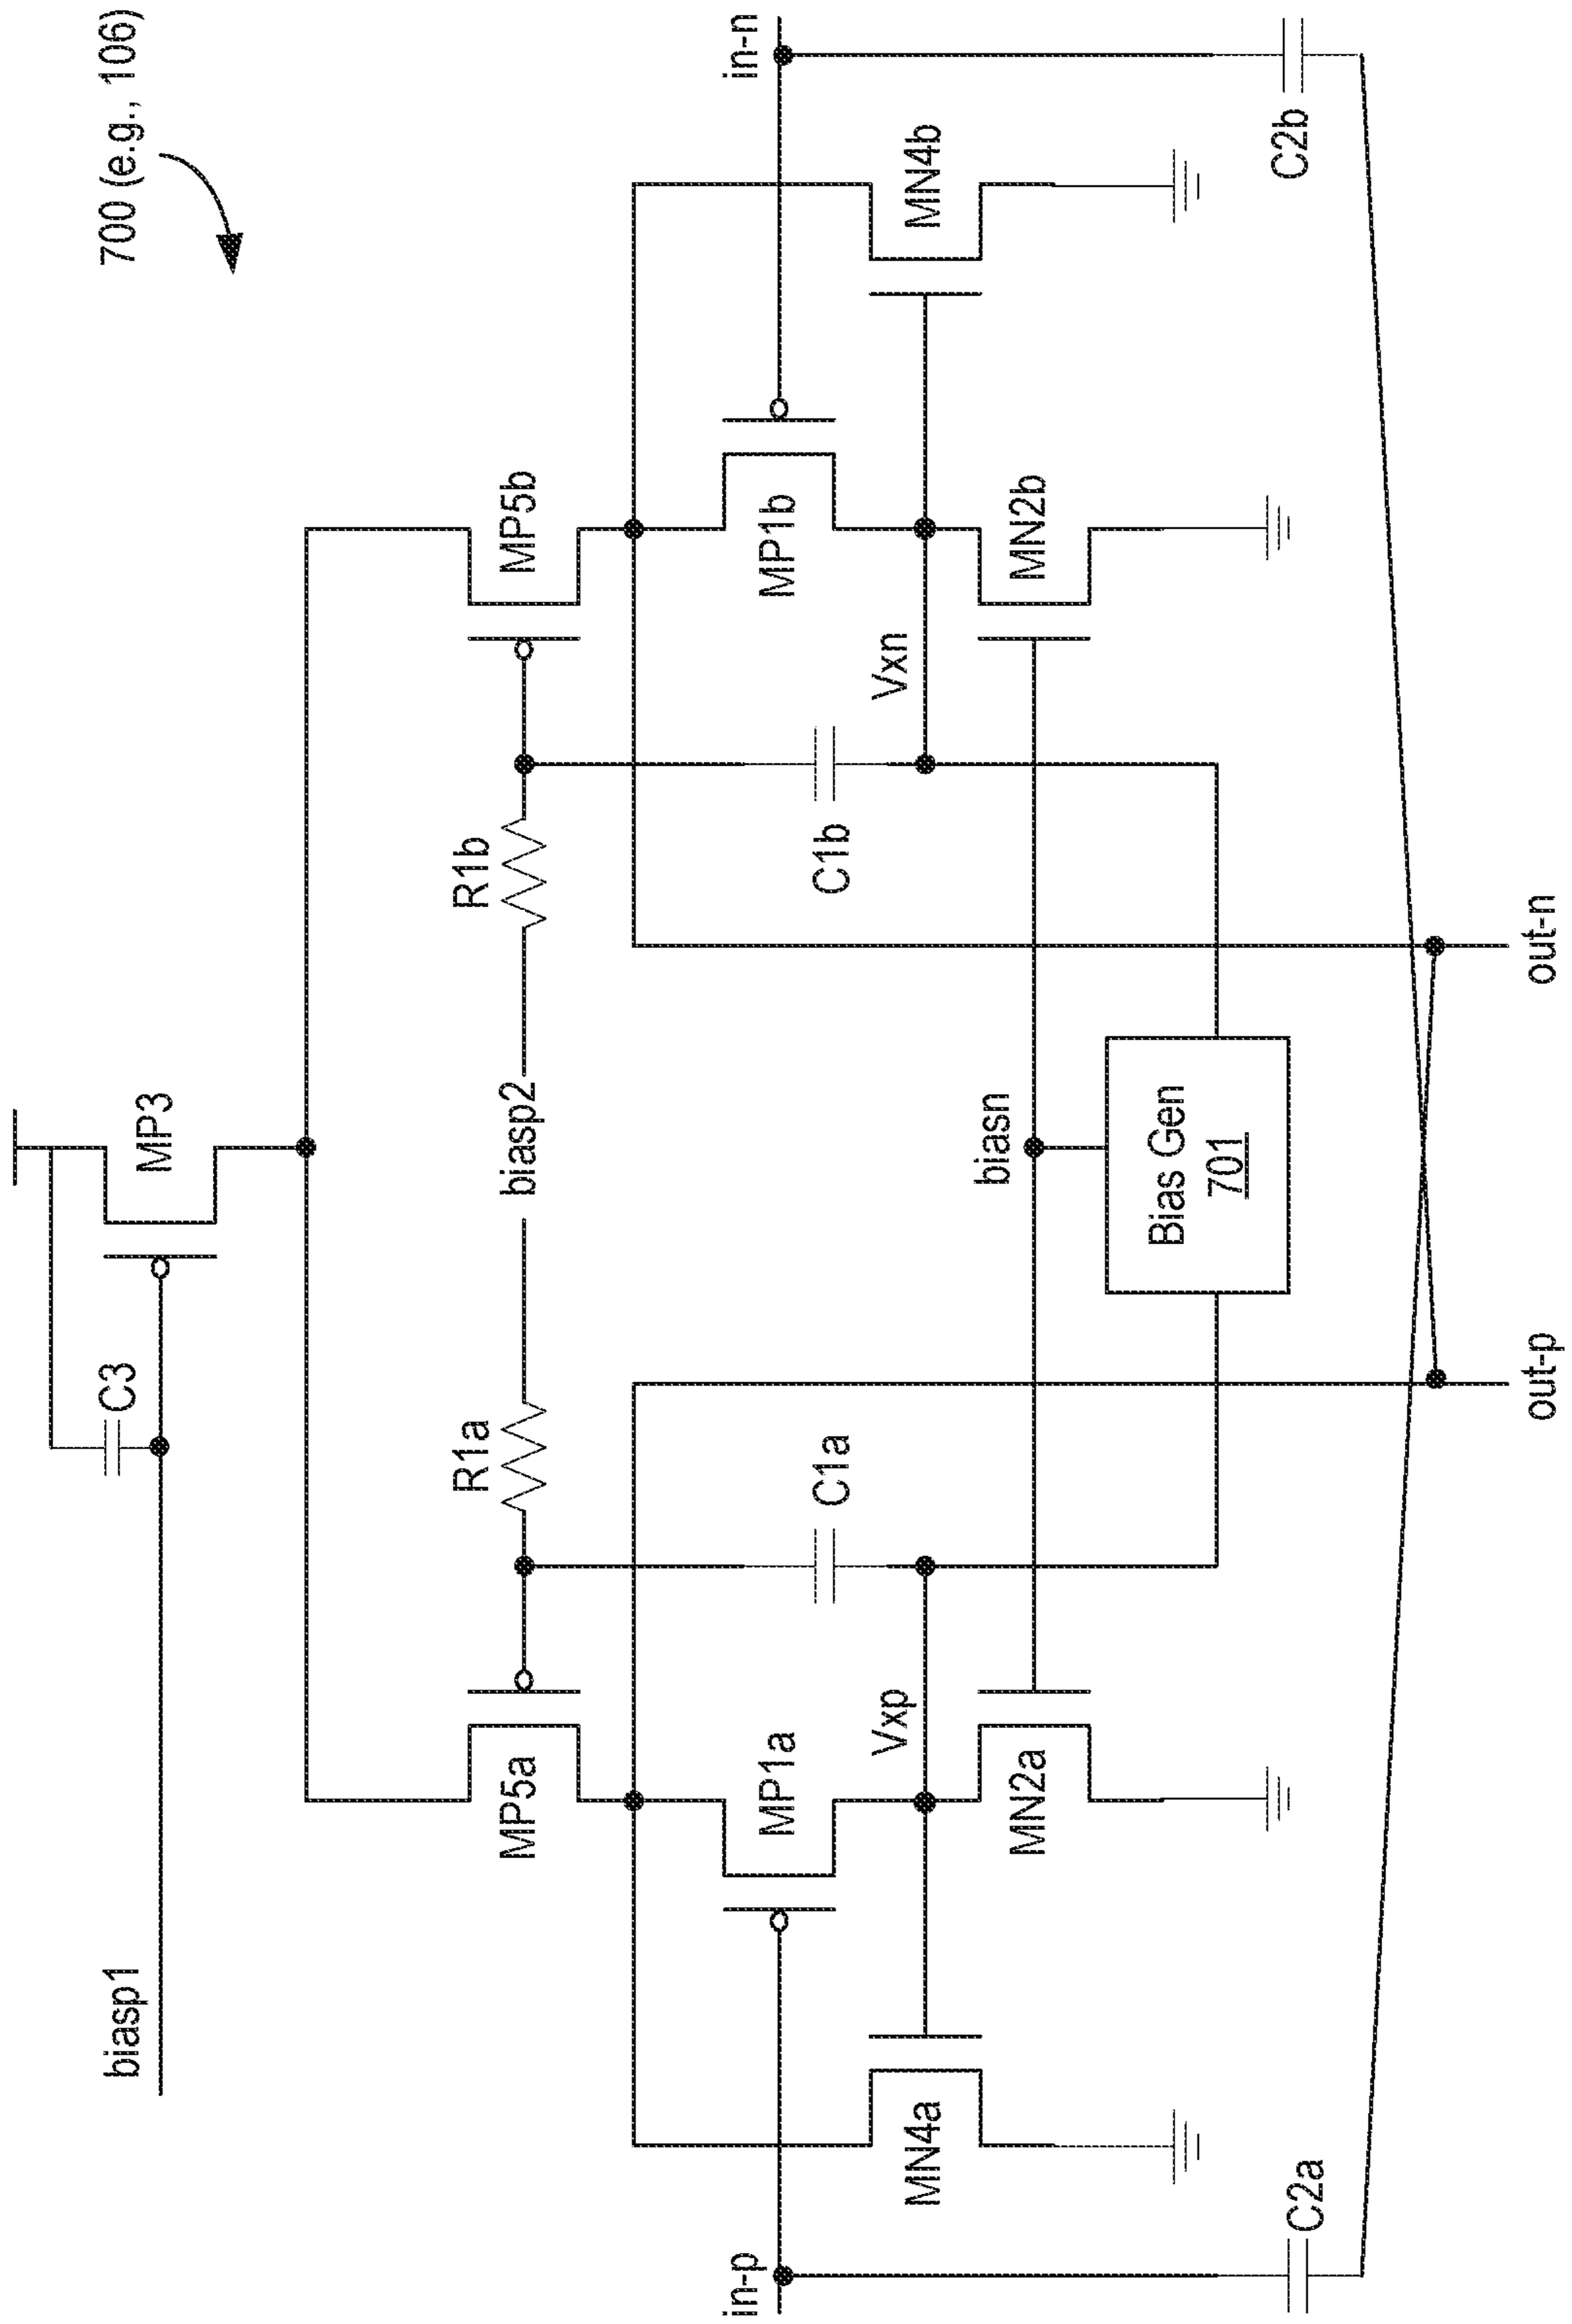 700 (e.g., 106)
MP3
C3
biasp1
MP5a
R1a
biasp2
R1b
MP5b
in-p
MP1a
C1a
C1b
MP1b
in-n
Vxp
Vxn
MN4a
MN2a
biasn
MN2b
MN4b
Bias Gen
701
C2a
C2b
out-p
out-n